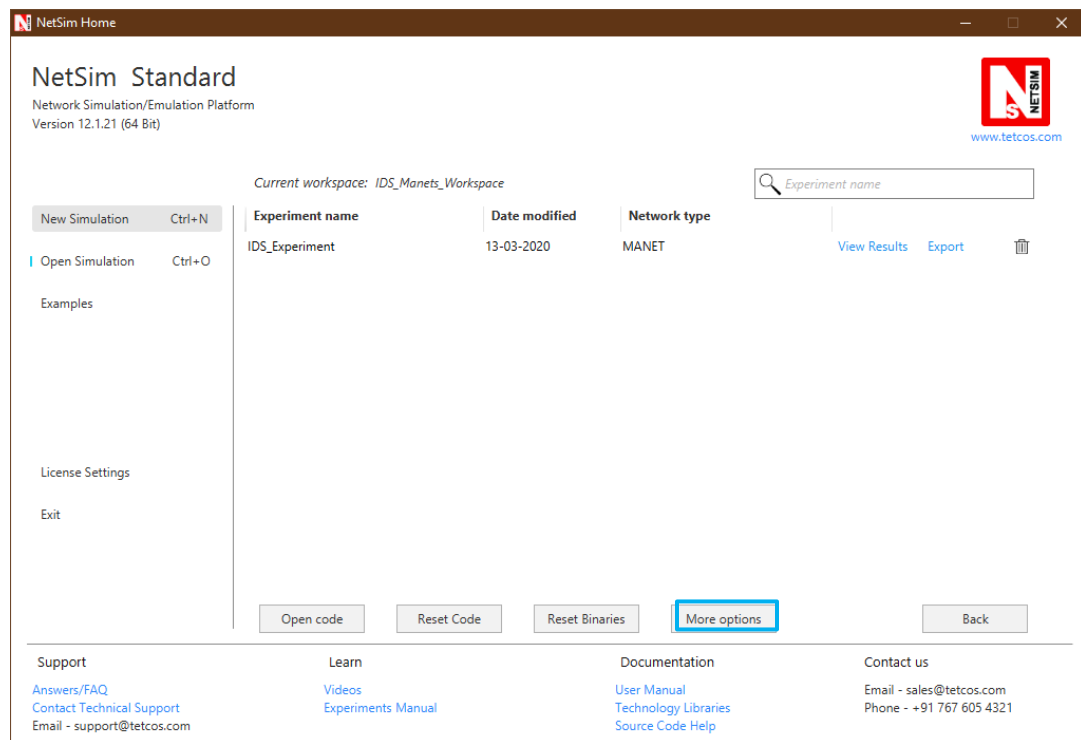 NetSim Home
NetSim Standard
Network Simulation/Emulation Platform
Version 12.1.21 (64 Bit)
N
S
NETSIM
www.tetcos.com
Current workspace: IDS_Manets_Workspace
Experiment name
New Simulation Ctrl+N
Open Simulation Ctrl+O
Examples
License Settings
Exit
Experiment name Date modified Network type
IDS_Experiment 13-03-2020 MANET View Results Export
Open code Reset Code Reset Binaries More options Back
Support
Answers/FAQ
Contact Technical Support
Email - support@tetcos.com
Learn
Videos
Experiments Manual
Documentation
User Manual
Technology Libraries
Source Code Help
Contact us
Email - sales@tetcos.com
Phone - +91 767 605 4321